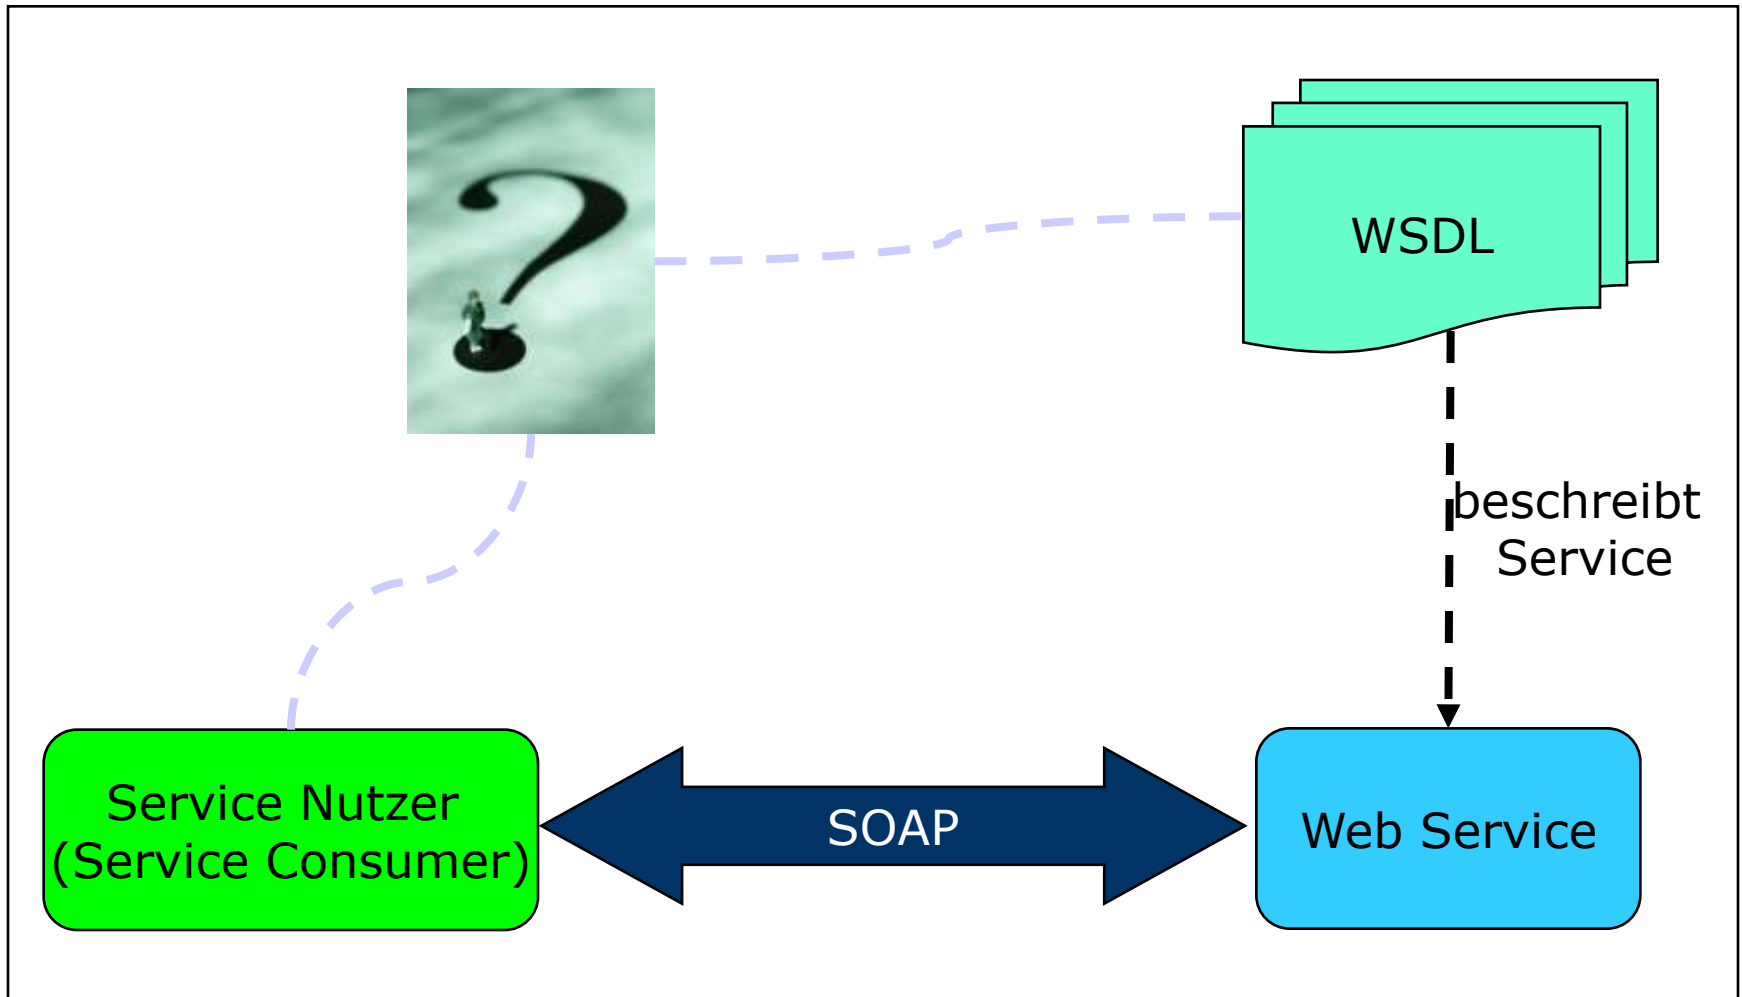 WSDL
beschreibt
Service
Service Nutzer
(Service Consumer)
SOAP
Web Service